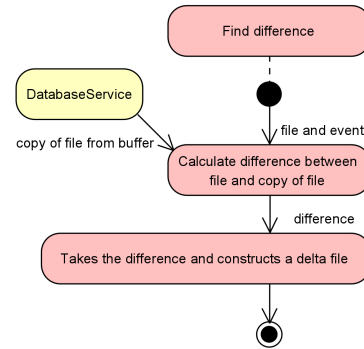 Find difference
DatabaseService
file and event
copy of file from buffer
Calculate difference between
file and copy of file
difference
Takes the difference and constructs a delta file